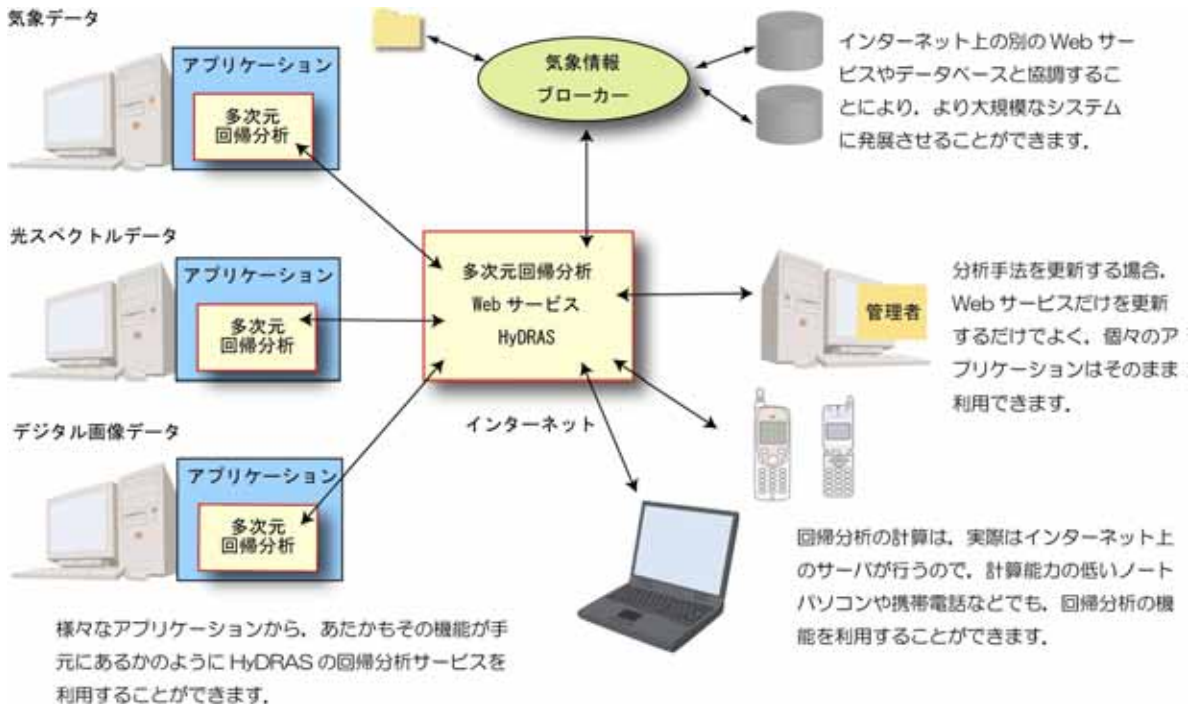 気象データ
アプリケーション
多次元
回帰分析
気象情報
ブローカー
インターネット上の別の Web サー
ビスやデータベースと協調するこ
とにより，より大規模なシステム
に発展させることができます．
光スペクトルデータ
アプリケーション
多次元
回帰分析
多次元回帰分析
Web サービス
HyDRAS
インターネット
管理者
分析手法を更新する場合，
Web サービスだけを更新
するだけでよく，個々のア
プリケーションはそのまま
利用できます．
デジタル画像データ
アプリケーション
多次元
回帰分析
様々なアプリケーションから，あたかもその機能が手
元にあるかのように HyDRAS の回帰分析サービスを
利用することができます．
回帰分析の計算は，実際はインターネット上
のサーバが行うので，計算能力の低いノート
パソコンや携帯電話などでも，回帰分析の機
能を利用することができます．